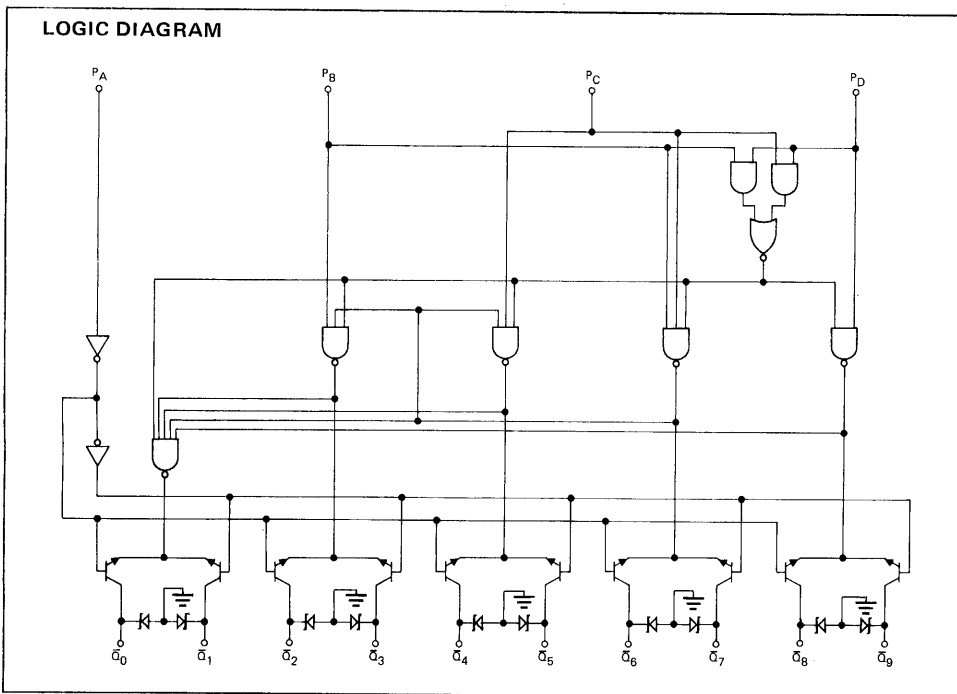 LOGIC DIAGRAM
PA
PB
PC
PD
Q̄0
Q̄1
Q̄2
Q̄3
Q̄4
Q̄5
Q̄6
Q̄7
Q̄8
Q̄9